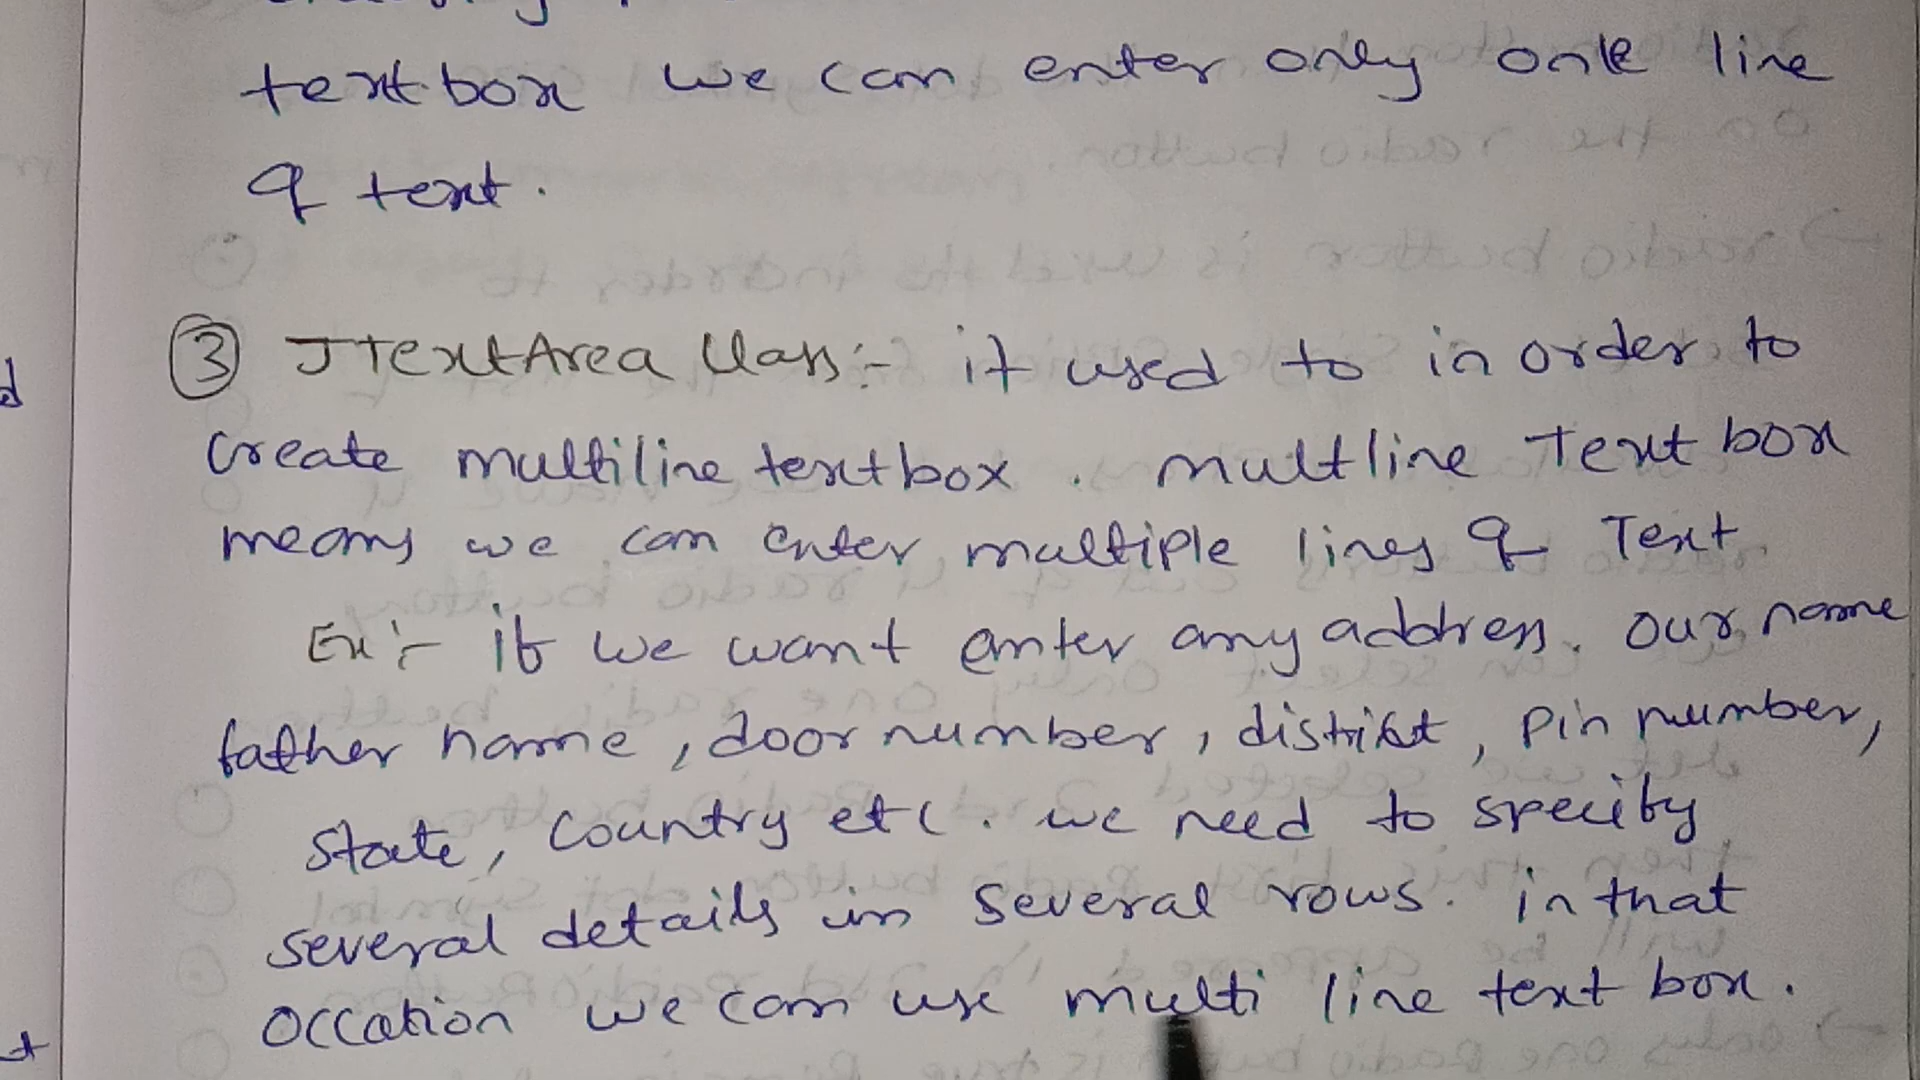 textbox we can enter only one line
of text.
③ JTextArea Class:- it used to in order to
create multiline textbox. multline Text box
means we can enter multiple lines of Text
Ex:- if we want enter any address. our name
father name, door number, district, pin number,
state, country etc. we need to specify
several details in several rows. in that
occation we can use multi line text box.